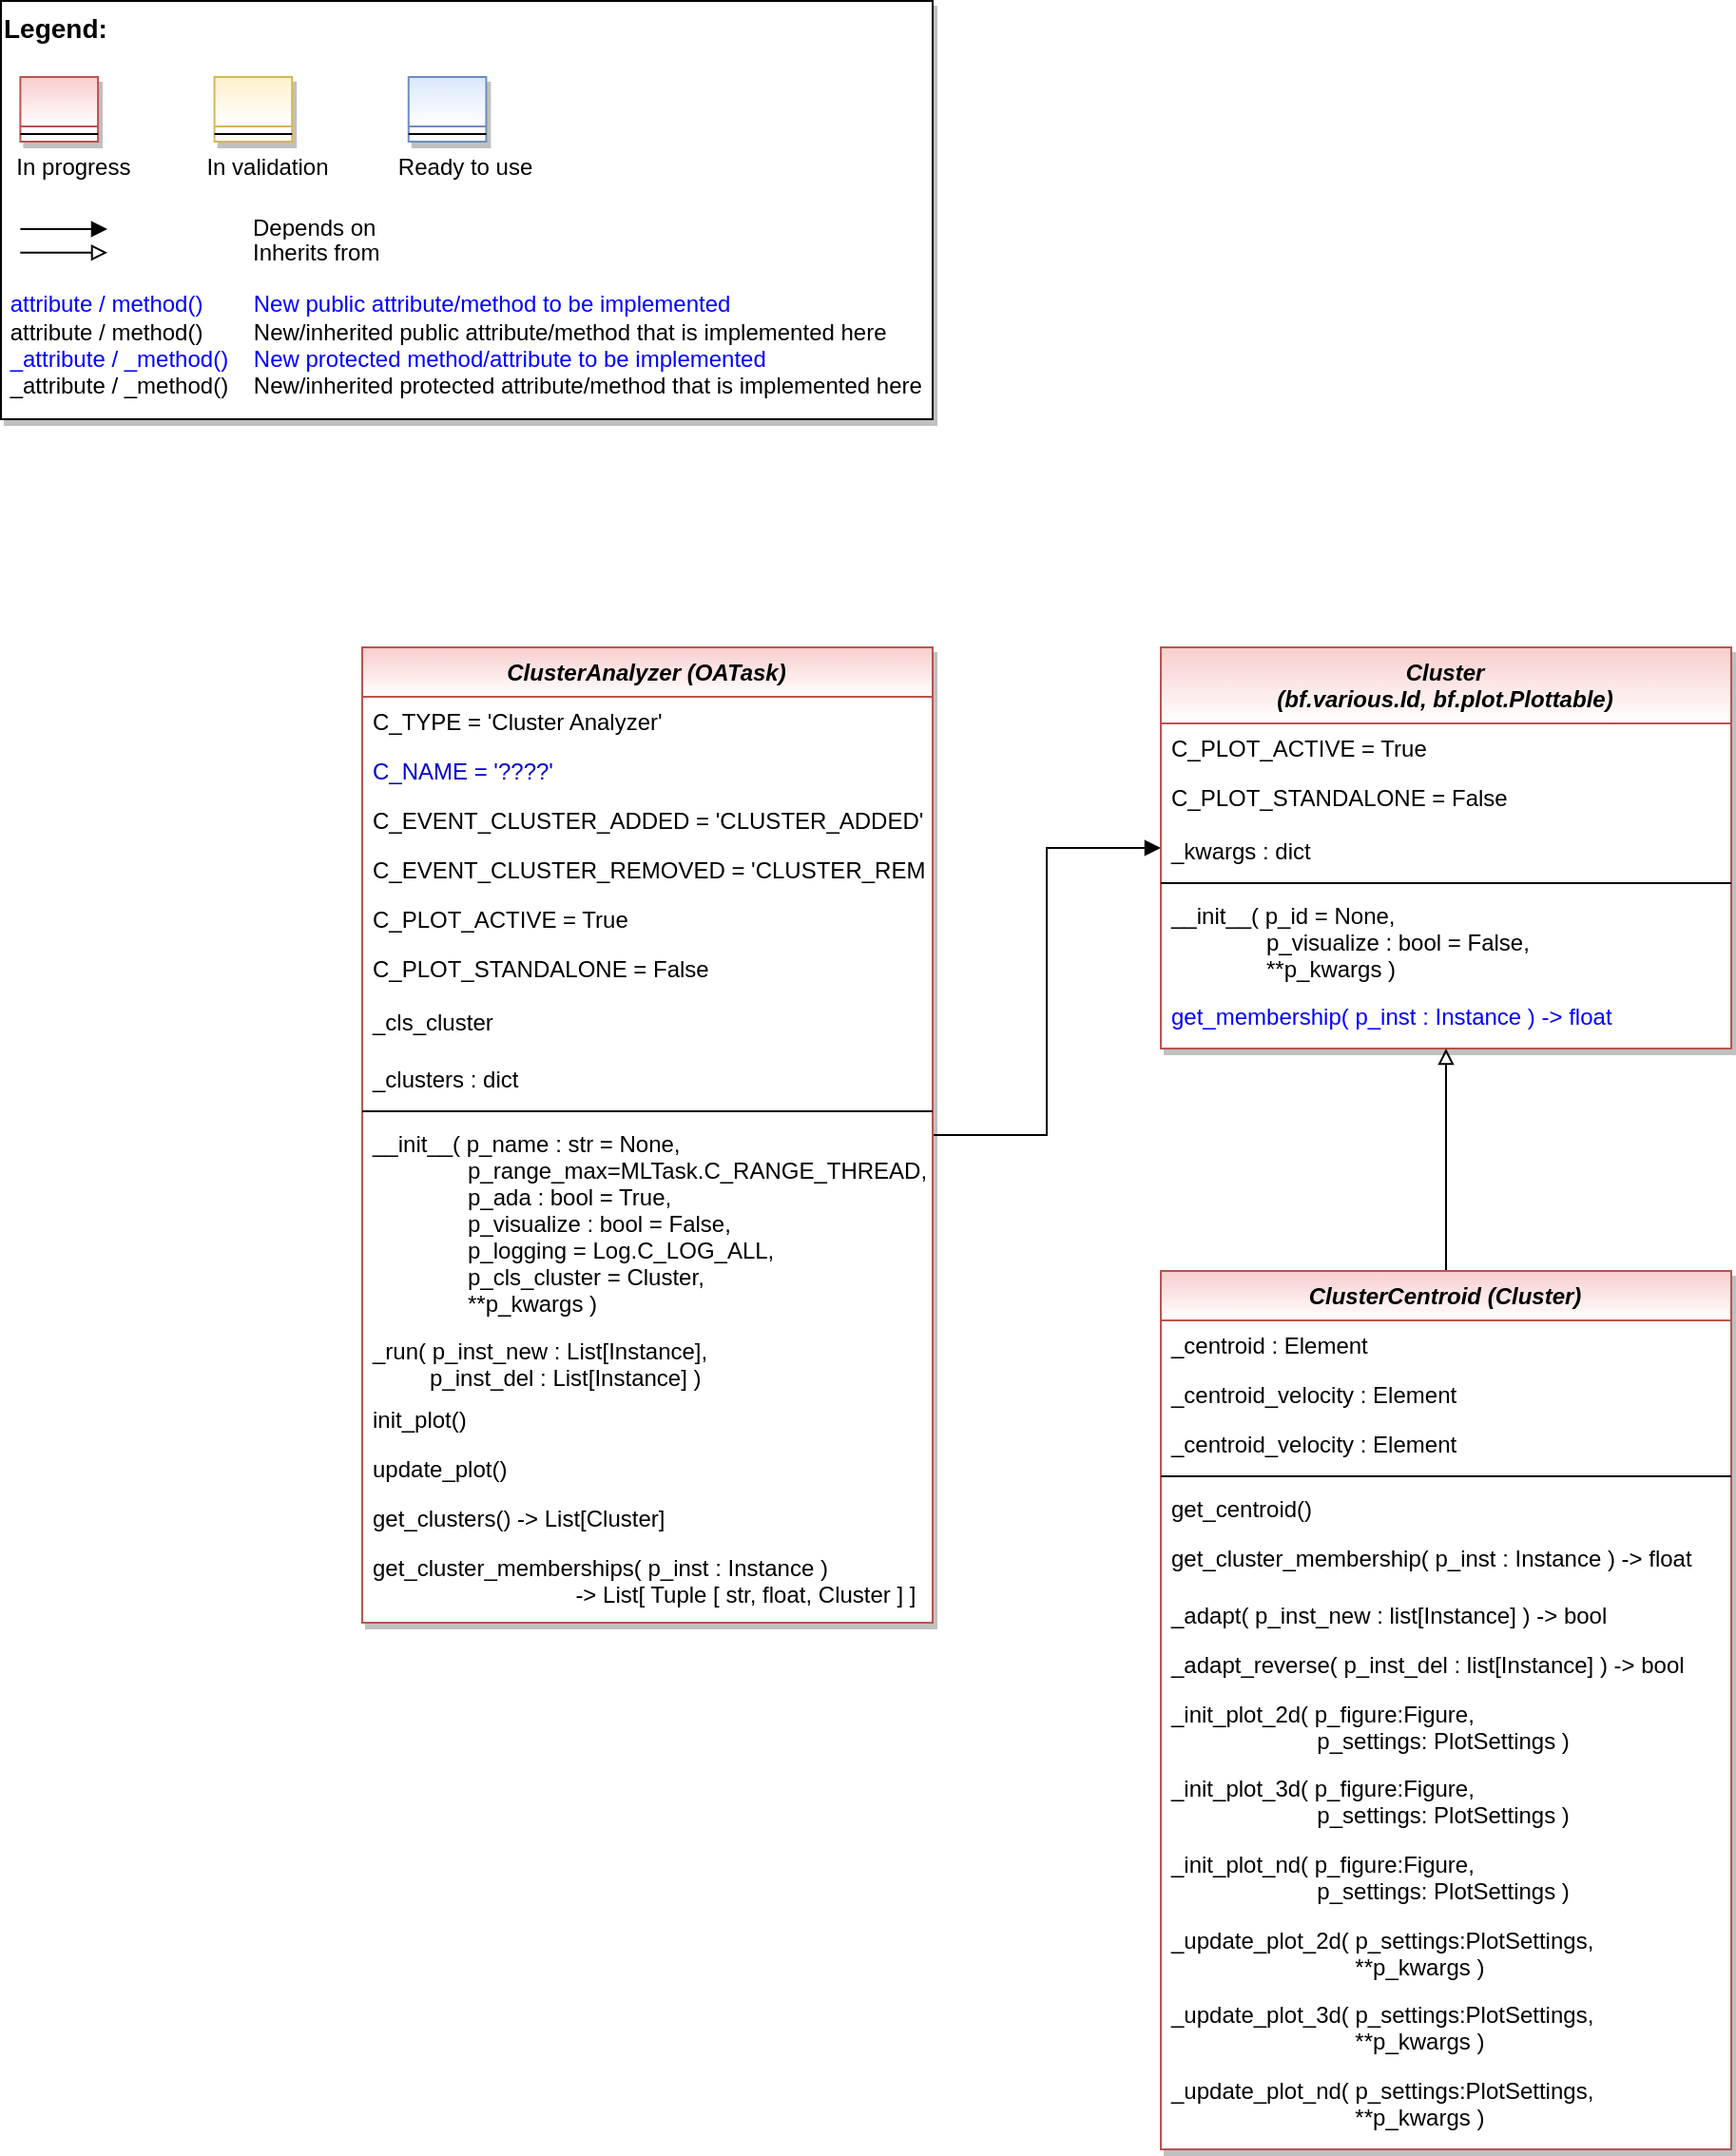 Legend:
In progress
In validation
Ready to use
Depends on
Inherits from
attribute / method() New public attribute/method to be implemented
attribute / method() New/inherited public attribute/method that is implemented here
_attribute / _method() New protected method/attribute to be implemented
_attribute / _method() New/inherited protected attribute/method that is implemented here
ClusterAnalyzer (OATask)
C_TYPE = 'Cluster Analyzer'
C_NAME = '????'
C_EVENT_CLUSTER_ADDED = 'CLUSTER_ADDED'
C_EVENT_CLUSTER_REMOVED = 'CLUSTER_REM
C_PLOT_ACTIVE = True
C_PLOT_STANDALONE = False
_cls_cluster
_clusters : dict
__init__( p_name : str = None,
p_range_max=MLTask.C_RANGE_THREAD,
p_ada : bool = True,
p_visualize : bool = False,
p_logging = Log.C_LOG_ALL,
p_cls_cluster = Cluster,
**p_kwargs )
_run( p_inst_new : List[Instance],
p_inst_del : List[Instance] )
init_plot()
update_plot()
get_clusters() -> List[Cluster]
get_cluster_memberships( p_inst : Instance )
-> List[ Tuple [ str, float, Cluster ] ]
Cluster
(bf.various.Id, bf.plot.Plottable)
C_PLOT_ACTIVE = True
C_PLOT_STANDALONE = False
_kwargs : dict
__init__( p_id = None,
p_visualize : bool = False,
**p_kwargs )
get_membership( p_inst : Instance ) -> float
ClusterCentroid (Cluster)
_centroid : Element
_centroid_velocity : Element
_centroid_velocity : Element
get_centroid()
get_cluster_membership( p_inst : Instance ) -> float
_adapt( p_inst_new : list[Instance] ) -> bool
_adapt_reverse( p_inst_del : list[Instance] ) -> bool
_init_plot_2d( p_figure:Figure,
p_settings: PlotSettings )
_init_plot_3d( p_figure:Figure,
p_settings: PlotSettings )
_init_plot_nd( p_figure:Figure,
p_settings: PlotSettings )
_update_plot_2d( p_settings:PlotSettings,
**p_kwargs )
_update_plot_3d( p_settings:PlotSettings,
**p_kwargs )
_update_plot_nd( p_settings:PlotSettings,
**p_kwargs )